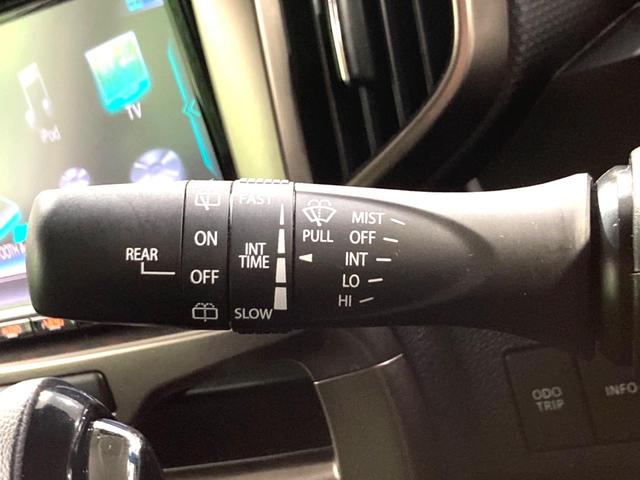 iPod
TV
REAR
ON
OFF
FAST
INT
TIME
SLOW
PULL
MIST
OFF
INT
LO
HI
ODO
TRIP
INFO